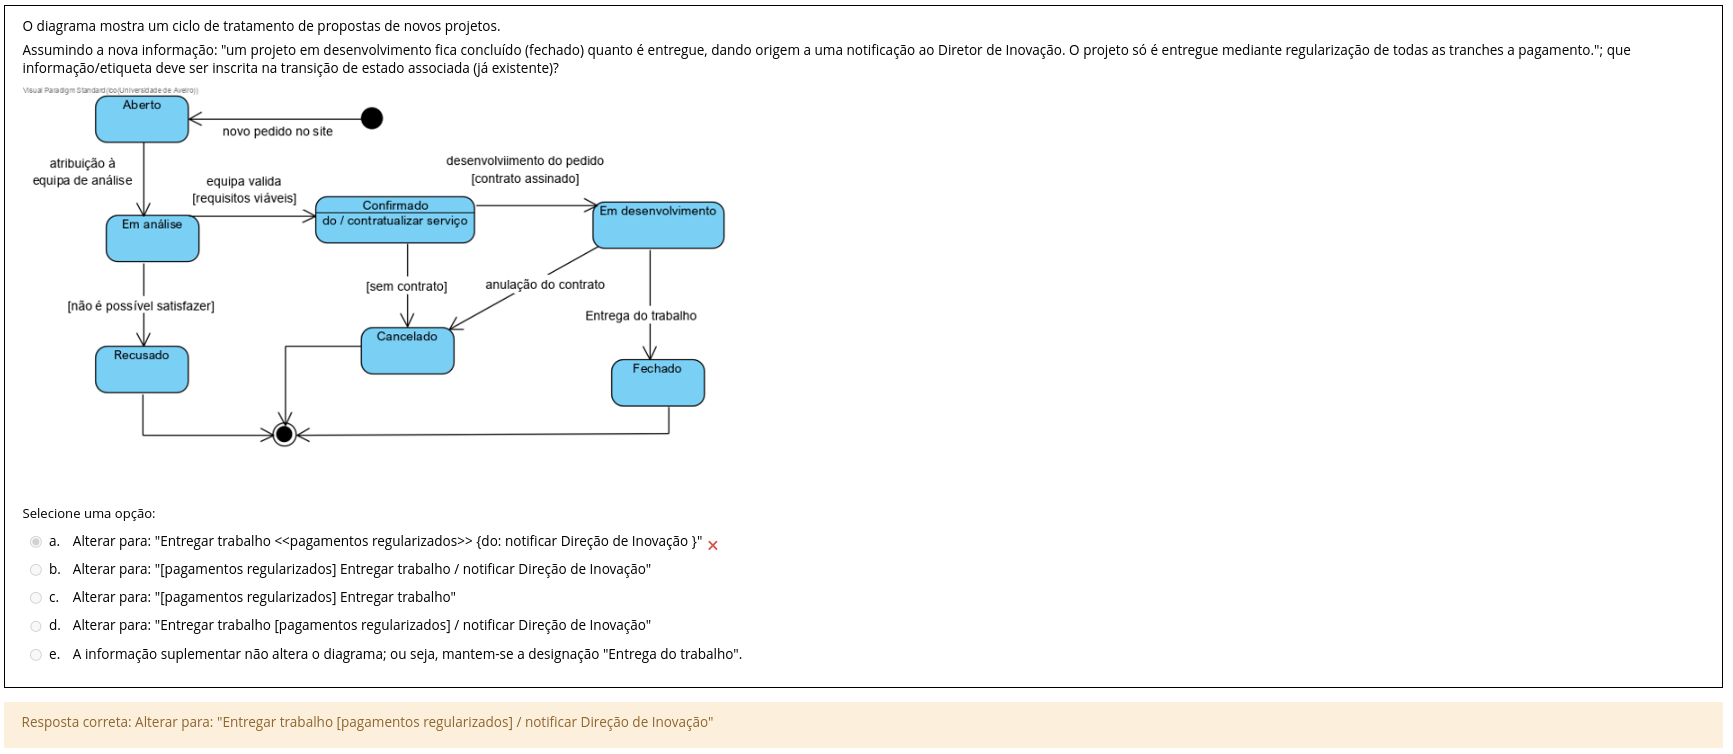 O diagrama mostra um ciclo de tratamento de propostas de novos projetos.
Assumindo a nova informação: "um projeto em desenvolvimento fica concluído (fechado) quanto é entregue, dando origem a uma notificação ao Diretor de Inovação. O projeto só é entregue mediante regularização de todas as tranches a pagamento."; que
informação/etiqueta deve ser inscrita na transição de estado associada (já existente)?
Visual Paradigm Standard(ico(Universidade de Aveiro))
Aberto
novo pedido no site
atribuição à
equipa de análise
desenvolviimento do pedido
[contrato assinado]
equipa valida
[requisitos viáveis]
Confirmado
do / contratualizar serviço
Em desenvolvimento
Em análise
[sem contrato]
anulação do contrato
[não é possível satisfazer]
Entrega do trabalho
Cancelado
Recusado
Fechado
Selecione uma opção:
a. Alterar para: "Entregar trabalho <<pagamentos regularizados>> {do: notificar Direção de Inovação }"
b. Alterar para: "[pagamentos regularizados] Entregar trabalho / notificar Direção de Inovação"
c. Alterar para: "[pagamentos regularizados] Entregar trabalho"
d. Alterar para: "Entregar trabalho [pagamentos regularizados] / notificar Direção de Inovação"
e. A informação suplementar não altera o diagrama; ou seja, mantem-se a designação "Entrega do trabalho".
Resposta correta: Alterar para: "Entregar trabalho [pagamentos regularizados] / notificar Direção de Inovação"